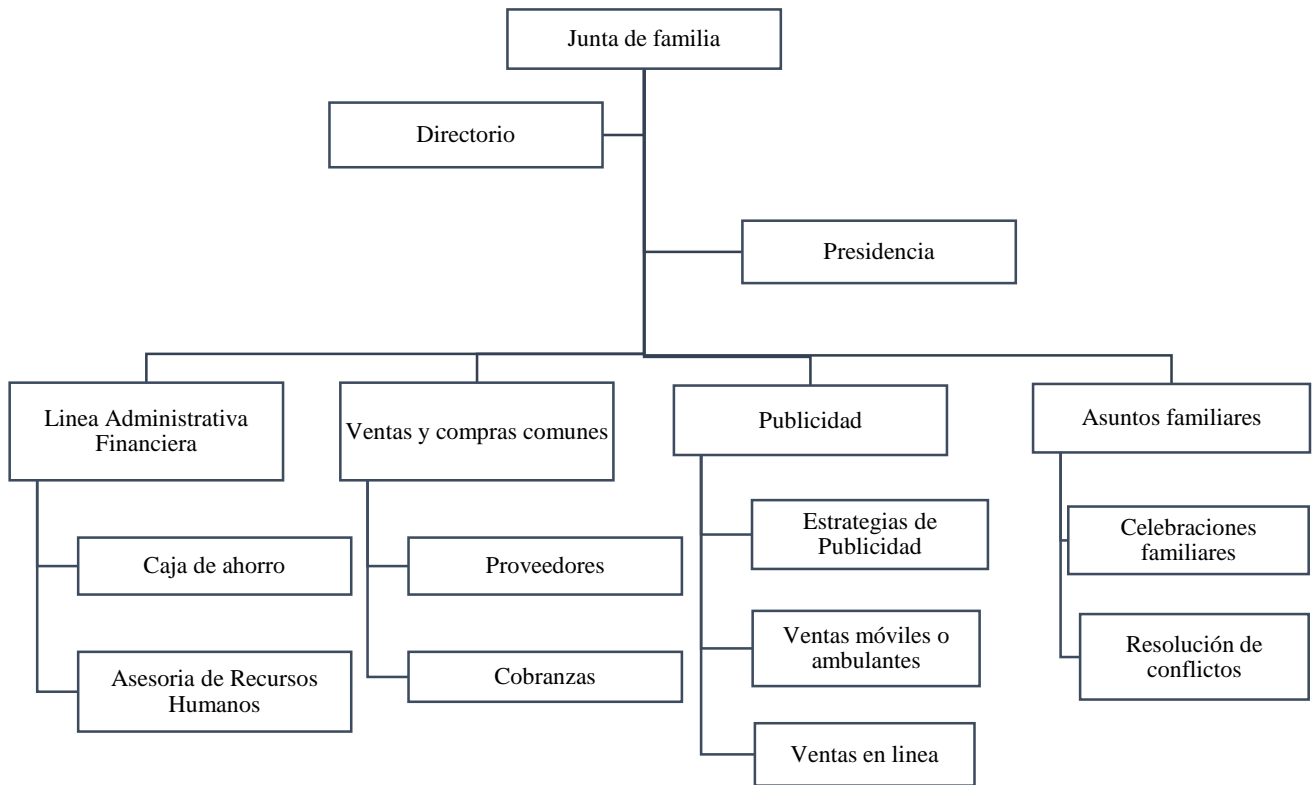 Junta de familia
Directorio
Presidencia
Linea Administrativa
Financiera
Ventas y compras comunes
Publicidad
Asuntos familiares
Caja de ahorro
Asesoria de Recursos
Humanos
Proveedores
Cobranzas
Estrategias de
Publicidad
Ventas móviles o
ambulantes
Ventas en linea
Celebraciones
familiares
Resolución de
conflictos